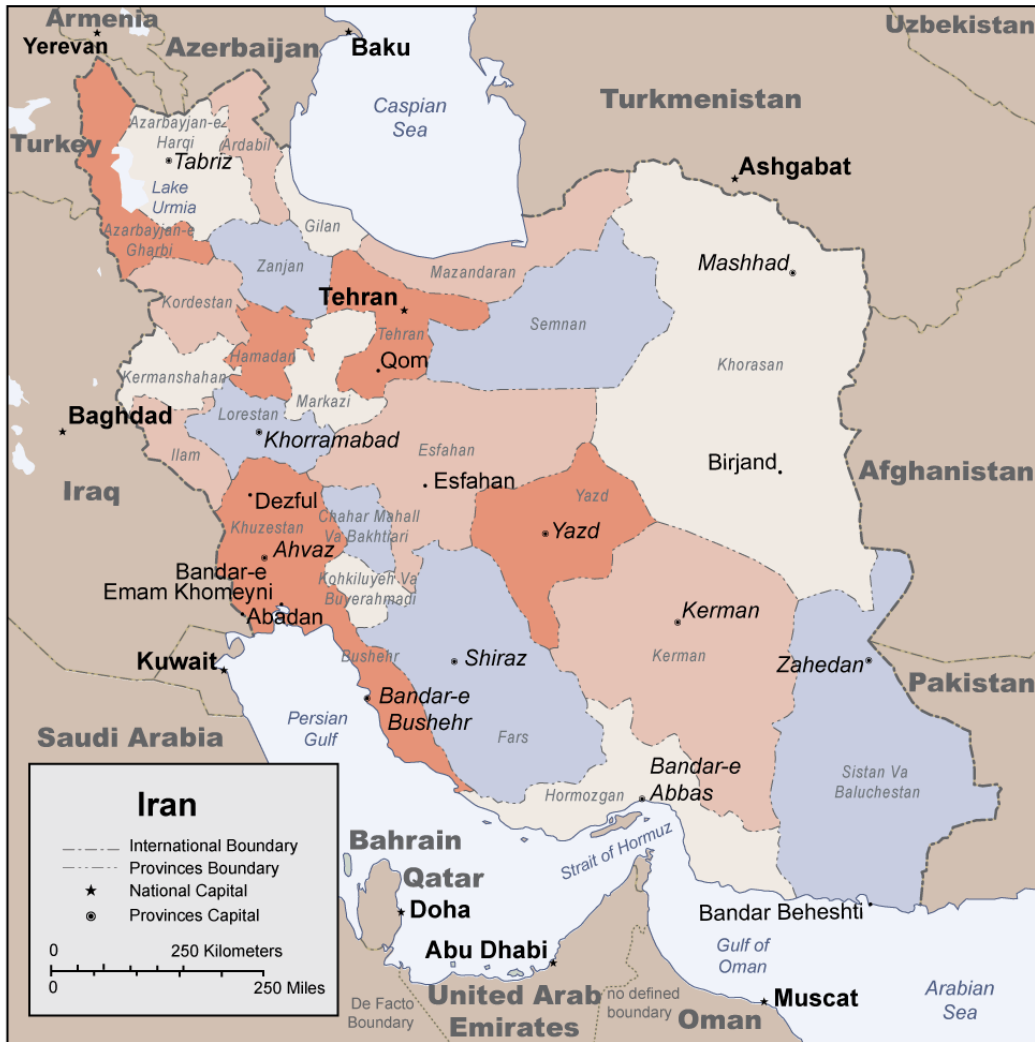 Armenia
Yerevan
Azerbaijan
Baku
Uzbekistan
Caspian
Sea
Turkmenistan
Turkey
Azarbayjan-e
Harqi
Ardabil
Tabriz
Lake
Urmia
Ashgabat
Gilan
Azarbayjan-e
Gharbi
Zanjan
Mazandaran
Mashhad
Kordestan
Tehran
Semnan
Tehran
Hamadan
Qom
Khorasan
Kermanshahan
Markazi
Baghdad
Lorestan
Khorramabad
Ilam
Esfahan
Birjand
Afghanistan
Iraq
Esfahan
Dezful
Yazd
Khuzestan
Chahar Mahall
Va Bakhtiari
Yazd
Ahvaz
Bandar-e
Emam Khomeyni
Kohkiluyeh Va
Buyerahmadi
Abadan
Kerman
Kuwait
Bushehr
Shiraz
Kerman
Zahedan
Pakistan
Bandar-e
Bushehr
Persian
Gulf
Saudi Arabia
Fars
Bandar-e
Abbas
Sistan Va
Baluchestan
Hormozgan
Iran
International Boundary
Provinces Boundary
National Capital
Provinces Capital
0 250 Kilometers
0 250 Miles
Bahrain
Strait of Hormuz
Qatar
Doha
Bandar Beheshti
Abu Dhabi
Gulf of
Oman
De Facto
Boundary
United Arab
Emirates
no defined
boundary
Oman
Muscat
Arabian
Sea